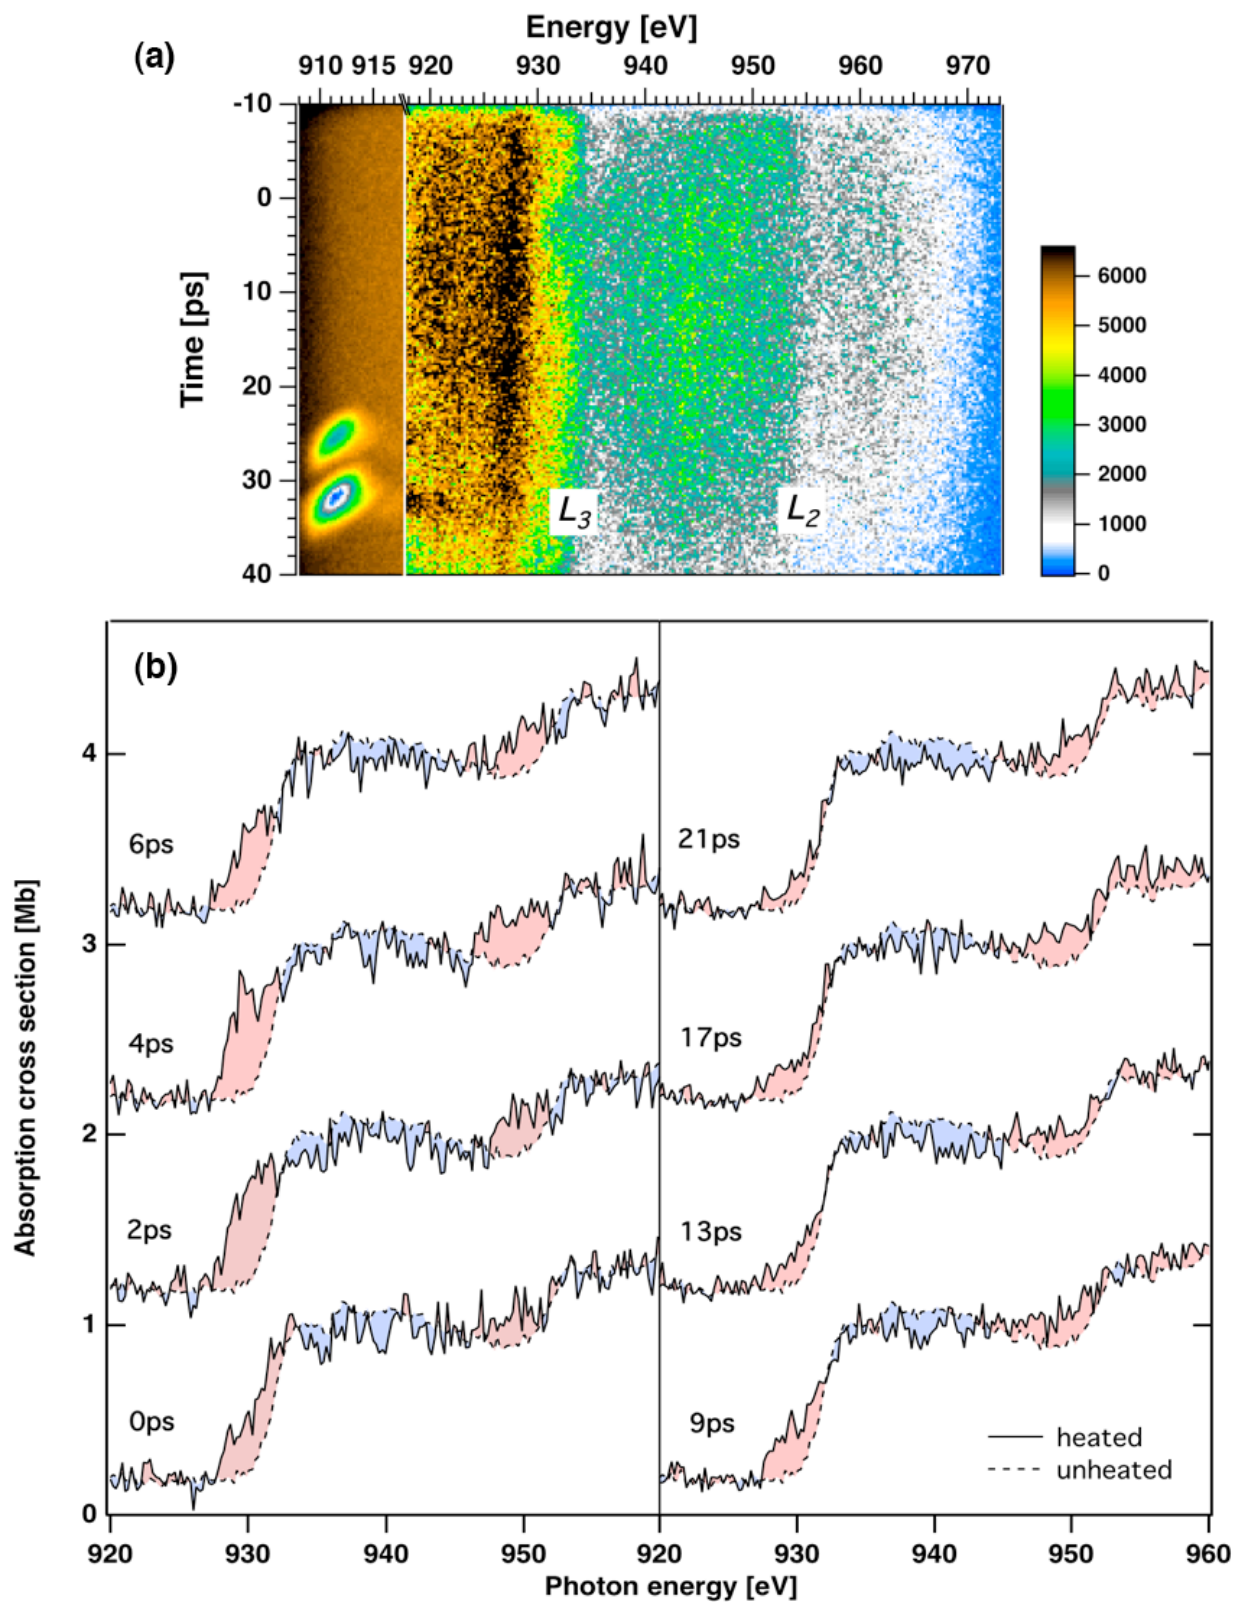 Energy [eV]
(a)
910 915 920 930 940 950 960 970
-10
0
10
20
30
40
Time [ps]
L3
L2
6000
5000
4000
3000
2000
1000
0
(b)
4
3
2
1
0
Absorption cross section [Mb]
6ps
21ps
4ps
17ps
2ps
13ps
0ps
9ps
heated
unheated
920 930 940 950 920 930 940 950 960
Photon energy [eV]